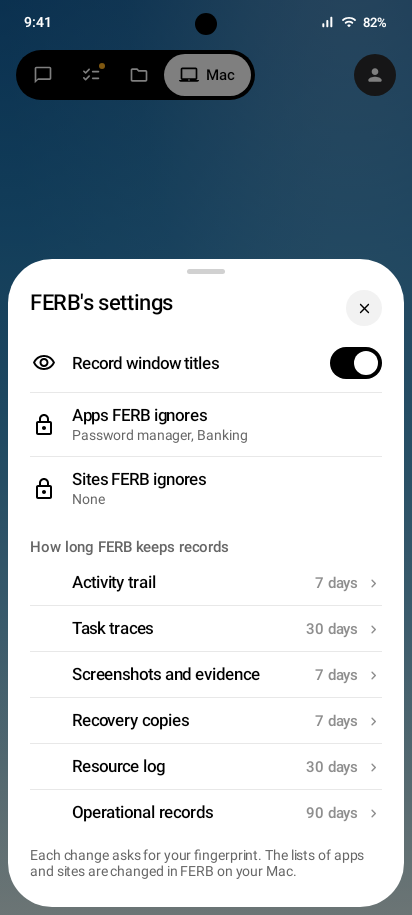 9:41
82%
Mac
FERB's settings
Record window titles
Apps FERB ignores
Password manager, Banking
Sites FERB ignores
None
How long FERB keeps records
Activity trail 7 days
Task traces 30 days
Screenshots and evidence 7 days
Recovery copies 7 days
Resource log 30 days
Operational records 90 days
Each change asks for your fingerprint. The lists of apps
and sites are changed in FERB on your Mac.